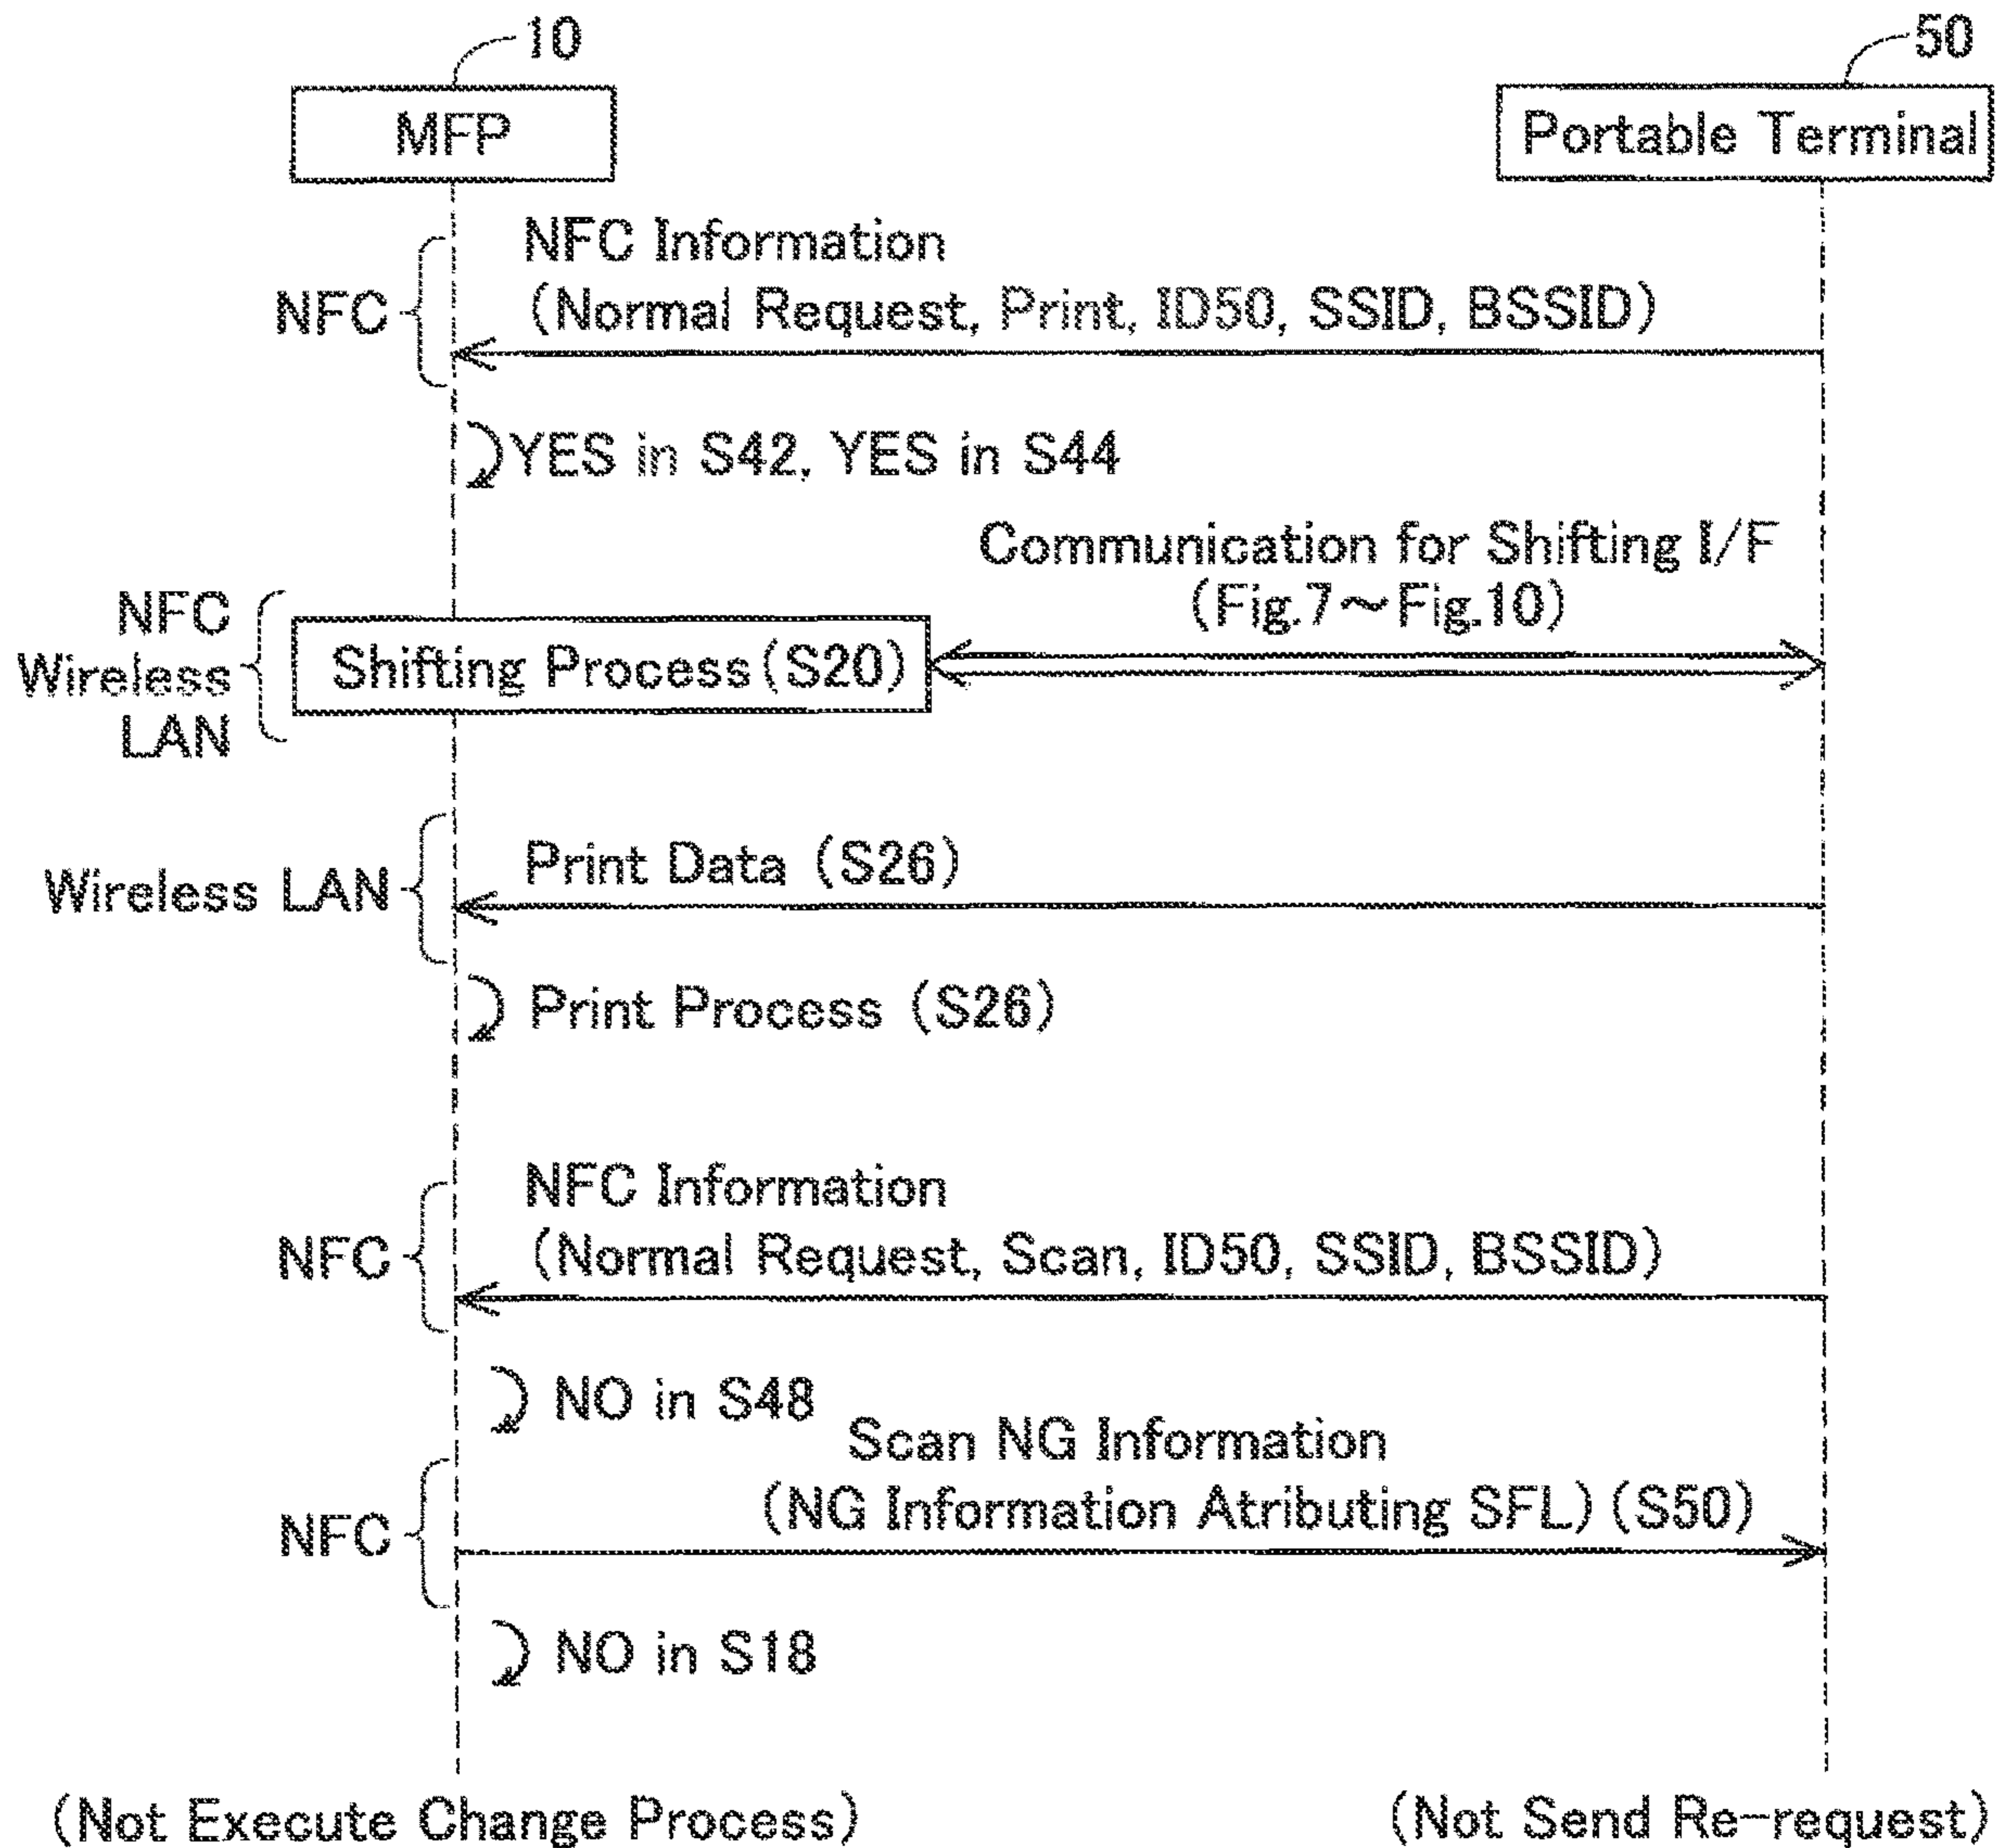 10
50
MFP
Portable Terminal
NFC Information
NFC
(Normal Request, Print, ID50, SSID, BSSID)
YES in S42, YES in S44
Communication for Shifting I/F
(Fig.7～Fig.10)
NFC
Wireless
LAN
Shifting Process(S20)
Print Data (S26)
Wireless LAN
Print Process (S26)
NFC Information
NFC
(Normal Request, Scan, ID50, SSID, BSSID)
NO in S48
Scan NG Information
(NG Information Atributing SFL) (S50)
NFC
NO in S18
(Not Execute Change Process)
(Not Send Re-request)